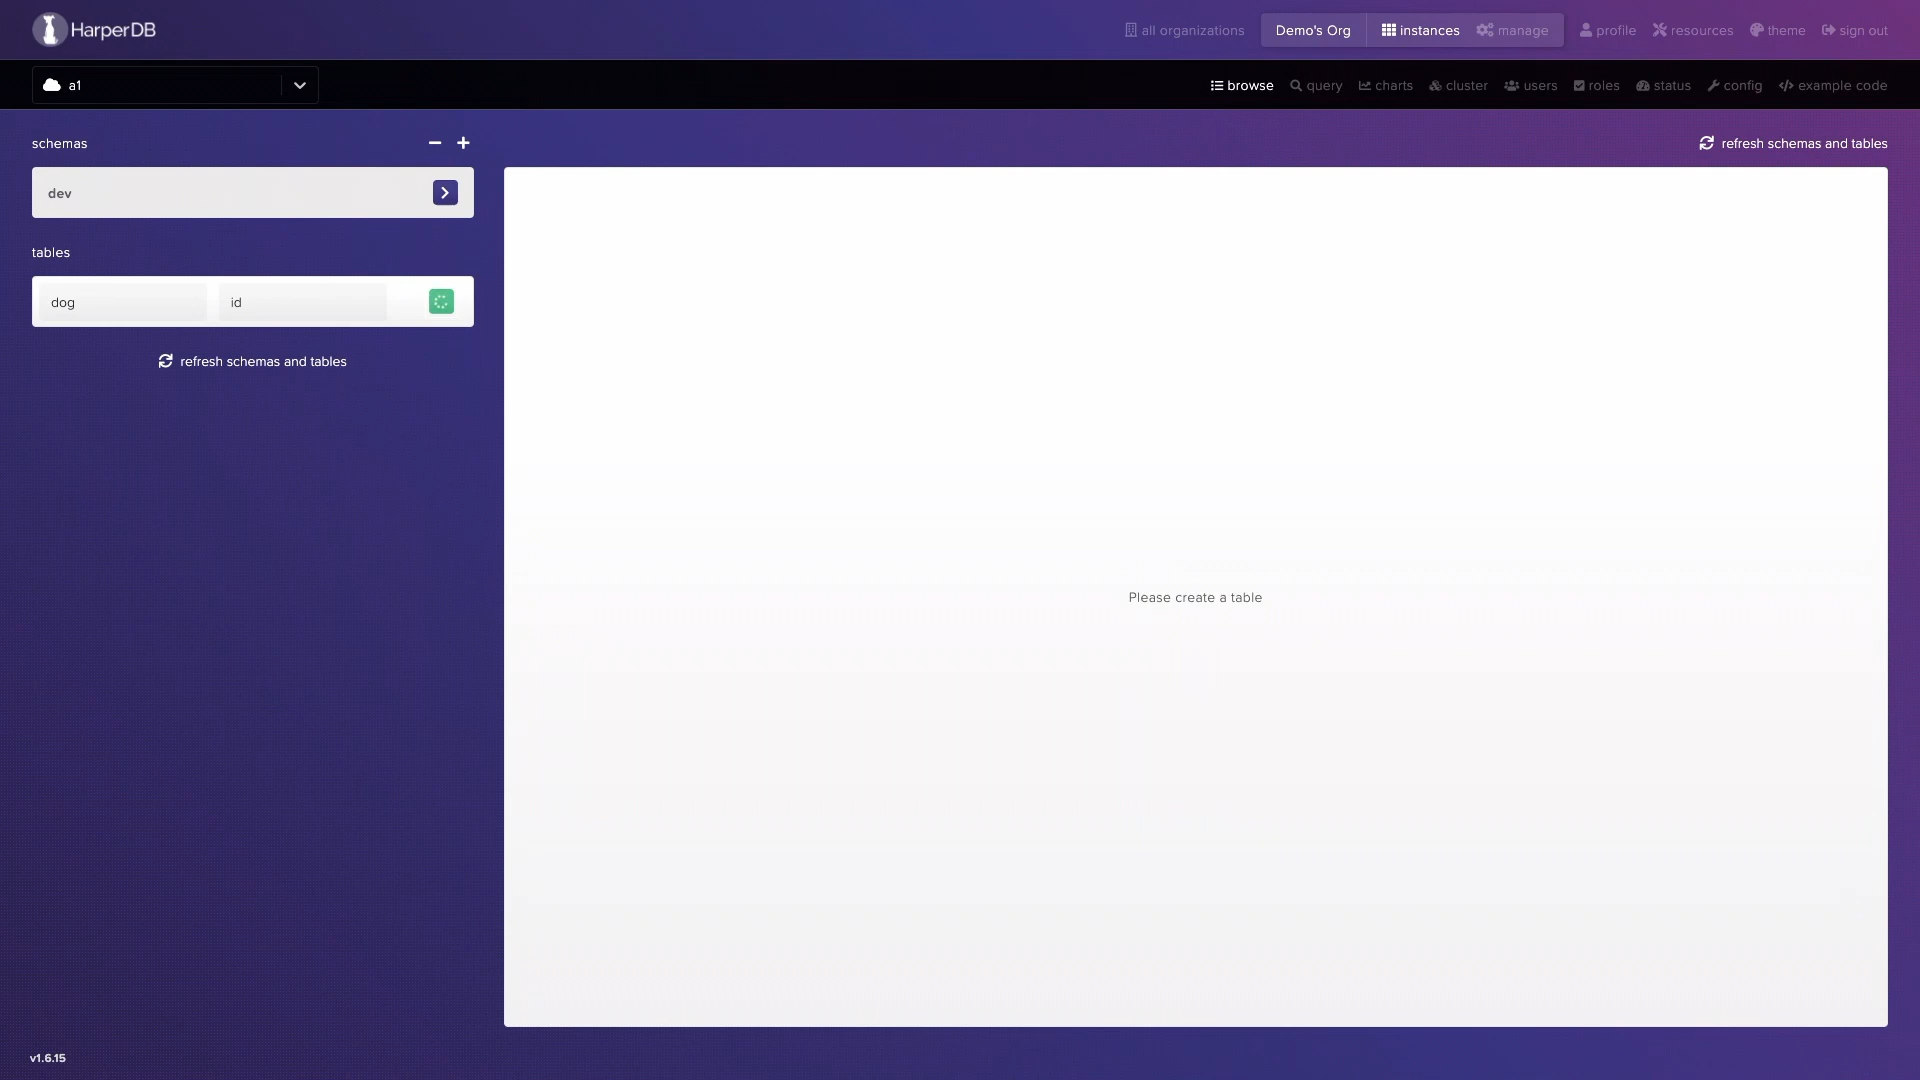 HarperDB
all organizations Demo's Org instances manage profile resources theme sign out
a1
browse query charts cluster users roles status config example code
schemas
refresh schemas and tables
dev
tables
dog id
refresh schemas and tables
Please create a table
v1.6.15